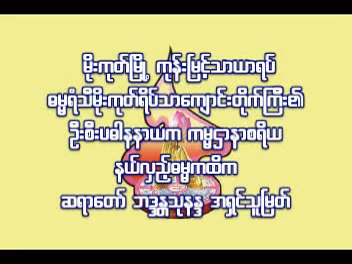 မိုးကုတ်မြို့ ကုန်းမြင့်သာယာရပ်
ဓမ္မရံသီမိုးကုတ်ရိပ်သာကျောင်းတိုက်ကြီး၏
ဦးစီးပဓါနနာယက ကမ္မဋ္ဌာနာစရိယ
နယ်လှည့်ဓမ္မကထိက
ဆရာတော် ဘဒ္ဒန္တသုနန္ဒ အရှင်သူမြတ်